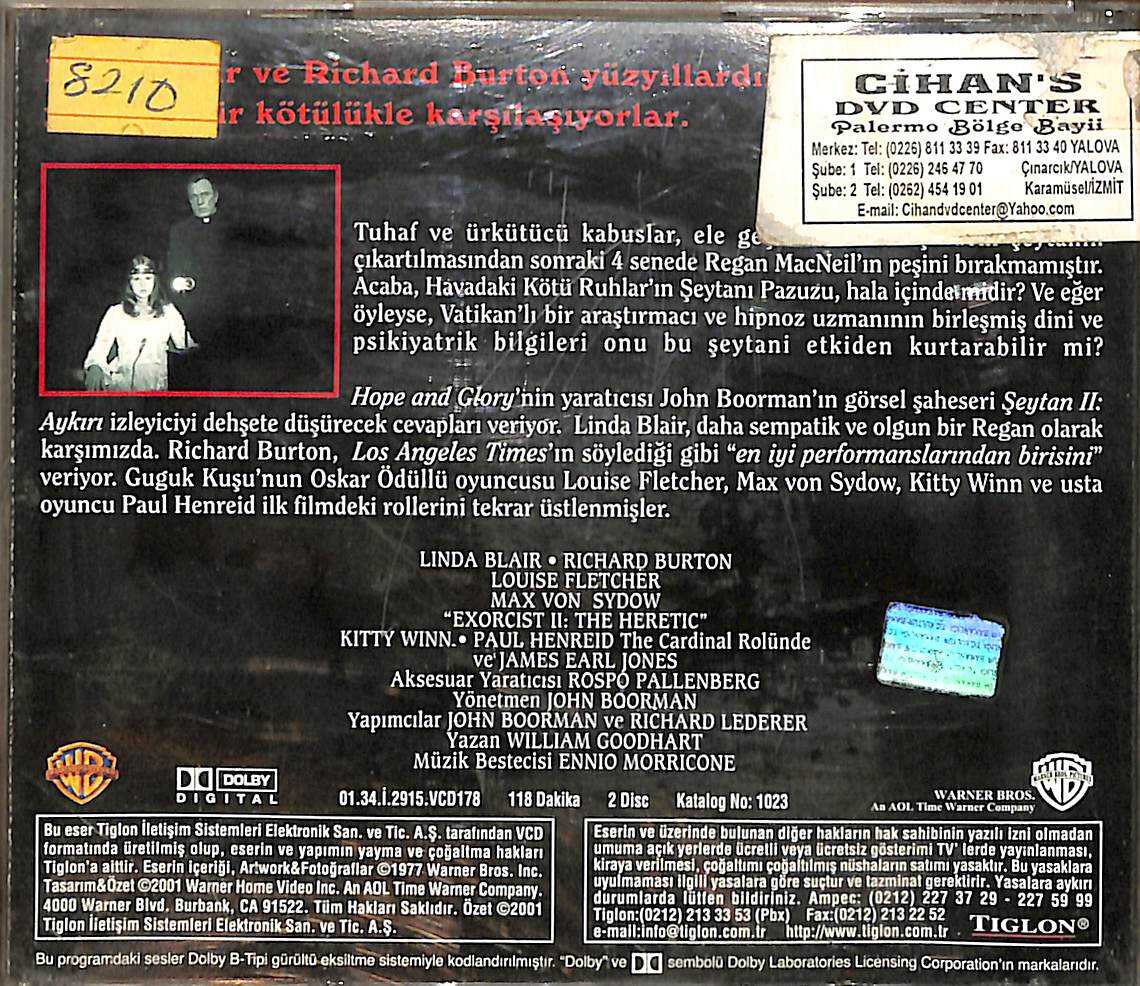 8210
r ve Richard Burton yüzyıllardı
ir kötülükle karşılaşıyorlar.
CİHAN'S
DVD CENTER
Palermo Bölge Bayii
Merkez: Tel: (0226) 811 33 39 Fax: 811 33 40 YALOVA
Şube: 1 Tel: (0226) 246 47 70 Çınarcık/YALOVA
Şube: 2 Tel: (0262) 454 19 01 Karamüsel/İZMİT
E-mail: Cihandvdcenter@Yahoo.com
Tuhaf ve ürkütücü kabuslar, ele
çıkartılmasından sonraki 4 senede Regan MacNeil'ın peşini bırakmamıştır.
Acaba, Havadaki Kötü Ruhlar'ın Şeytanı Pazuzu, hala içinde midir? Ve eğer
öyleyse, Vatikan'lı bir araştırmacı ve hipnoz uzmanının birleşmiş dini ve
psikiyatrik bilgileri onu bu şeytani etkiden kurtarabilir mi?
Hope and Glory'nin yaratıcısı John Boorman'ın görsel şaheseri Şeytan II:
Aykırı izleyiciyi dehşete düşürecek cevapları veriyor. Linda Blair, daha sempatik ve olgun bir Regan olarak
karşımızda. Richard Burton, Los Angeles Times'ın söylediği gibi “en iyi performanslarından birisini”
veriyor. Guguk Kuşu'nun Oskar Ödüllü oyuncusu Louise Fletcher, Max von Sydow, Kitty Winn ve usta
oyuncu Paul Henreid ilk filmdeki rollerini tekrar üstlenmişler.
LINDA BLAIR • RICHARD BURTON
LOUISE FLETCHER
MAX VON SYDOW
“EXORCIST II: THE HERETIC”
KITTY WINN • PAUL HENREID The Cardinal Rolünde
ve JAMES EARL JONES
Aksesuar Yaratıcısı ROSPO PALLENBERG
Yönetmen JOHN BOORMAN
Yapımcılar JOHN BOORMAN ve RICHARD LEDERER
Yazan WILLIAM GOODHART
Müzik Bestecisi ENNIO MORRICONE
WB
DOLBY
DIGITAL
01.34.İ.2915.VCD178 118 Dakika 2 Disc Katalog No: 1023
WARNER BROS.
An AOL Time Warner Company
WARNER BROS. PICTURES
Bu eser Tiglon İletişim Sistemleri Elektronik San. ve Tic. A.Ş. tarafından VCD
formatında üretilmiş olup, eserin ve yapımın yayma ve çoğaltma hakları
Tiglon'a aittir. Eserin içeriği, Artwork&Fotoğraflar ©1977 Warner Bros. Inc.
Tasarım&Özet ©2001 Warner Home Video Inc. An AOL Time Warner Company,
4000 Warner Blvd. Burbank, CA 91522. Tüm Hakları Saklıdır. Özet ©2001
Tiglon İletişim Sistemleri Elektronik San. ve Tic. A.Ş.
Eserin ve üzerinde bulunan diğer hakların hak sahibinin yazılı izni olmadan
umuma açık yerlerde ücretli veya ücretsiz gösterimi TV' lerde yayınlanması,
kiraya verilmesi, çoğaltımı çoğaltılmış nüshaların satımı yasaktır. Bu yasaklara
uyulmaması ilgili yasalara göre suçtur ve tazminat gerektirir. Yasalara aykırı
durumlarda lütfen bildiriniz. Ampec: (0212) 227 37 29 - 227 59 99
Tiglon:(0212) 213 33 53 (Pbx) Fax:(0212) 213 22 52
e-mail:info@tiglon.com.tr http://www.tiglon.com.tr TIGLON®
Bu programdaki sesler Dolby B-Tipi gürültü eksiltme sistemiyle kodlandırılmıştır. "Dolby" ve sembolü Dolby Laboratories Licensing Corporation'ın markalarıdır.